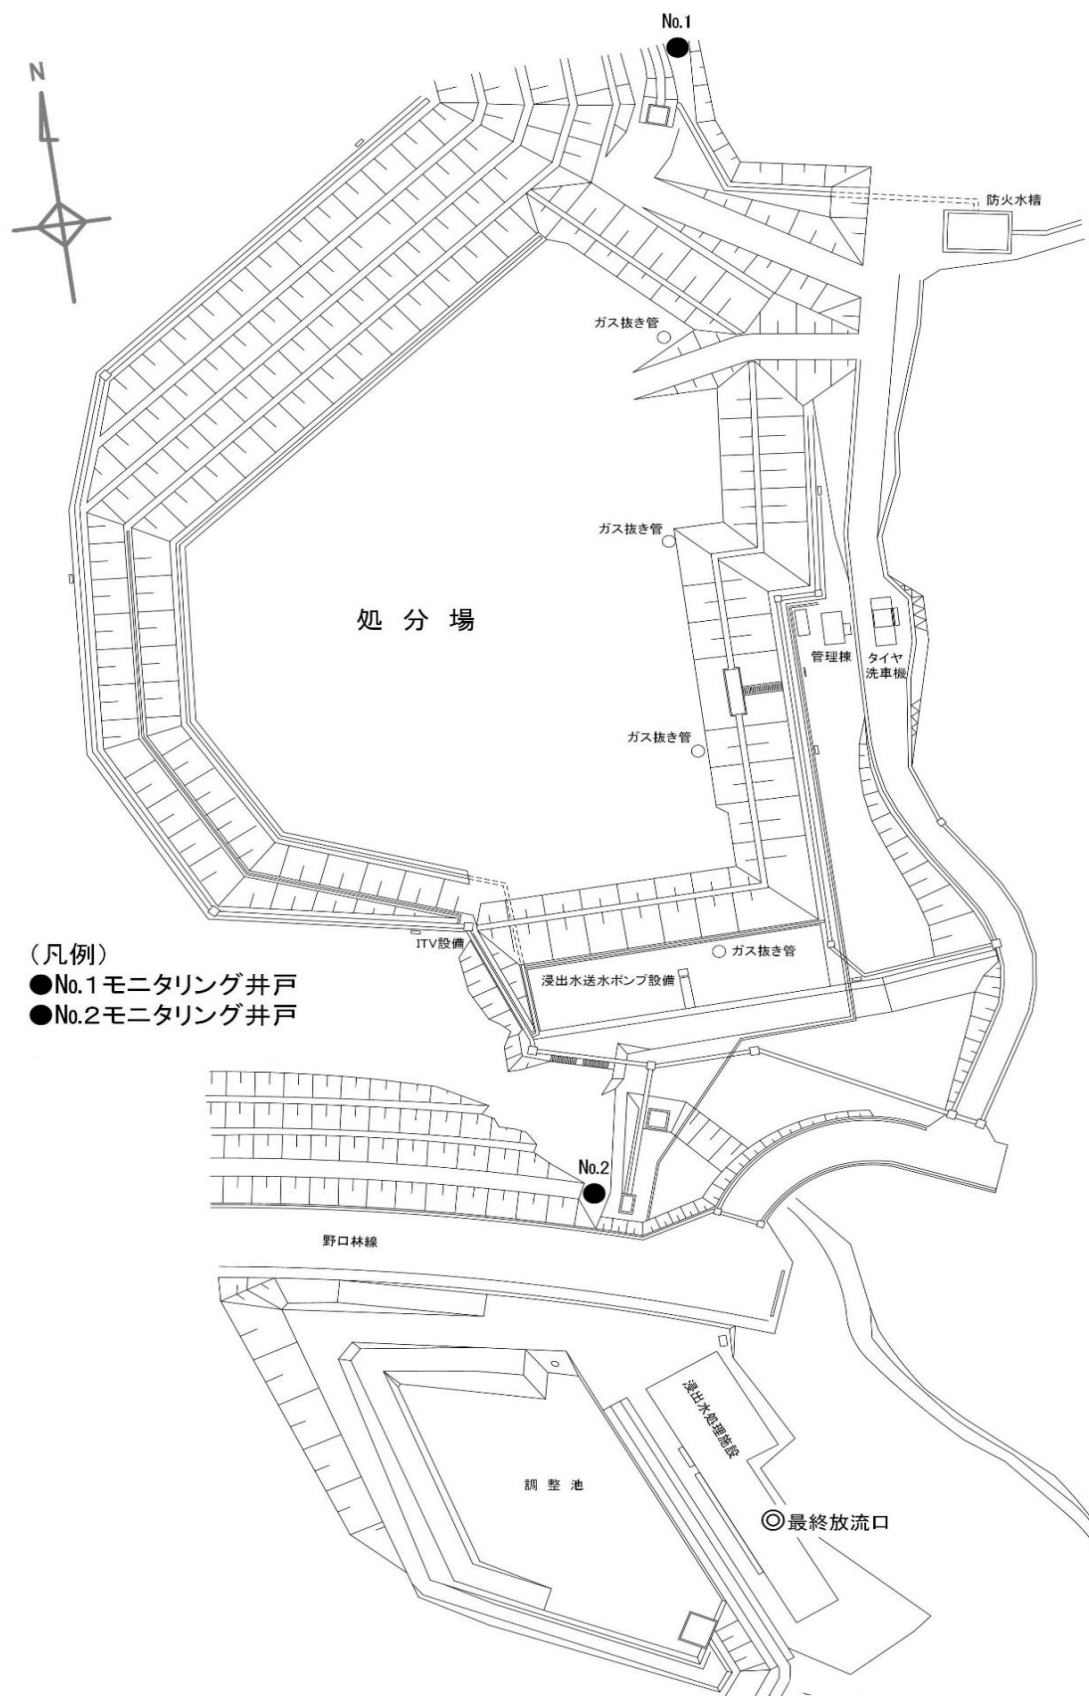 No.1
N
防火水槽
ガス抜き管
ガス抜き管
処分場
管理棟
タイヤ
洗車機
ガス抜き管
ITV設備
ガス抜き管
浸出水送水ポンプ設備
(凡例)
●No.1モニタリング井戸
●No.2モニタリング井戸
No.2
野口林線
浸出水処理施設
調整池
◎最終放流口